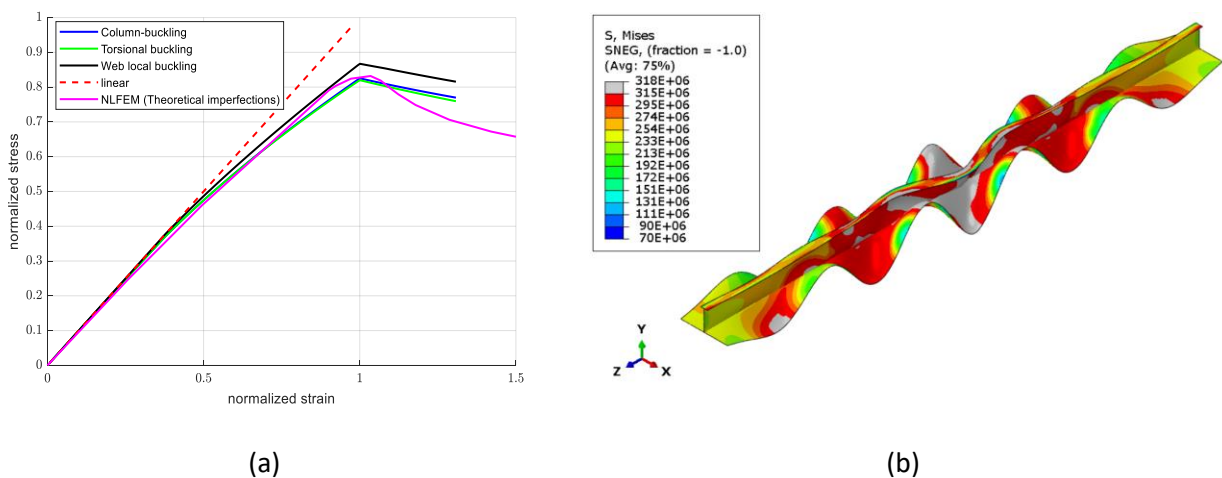 1
0.9
0.8
0.7
0.6
0.5
0.4
0.3
0.2
0.1
0
normalized stress
Column-buckling
Torsional buckling
Web local buckling
linear
NLFEM (Theoretical imperfections)
0
0.5
1
1.5
normalized strain
(a)
S, Mises
SNEG, (fraction = -1.0)
(Avg: 75%)
318E+06
315E+06
295E+06
274E+06
254E+06
233E+06
213E+06
192E+06
172E+06
151E+06
131E+06
111E+06
90E+06
70E+06
Y
Z
X
(b)